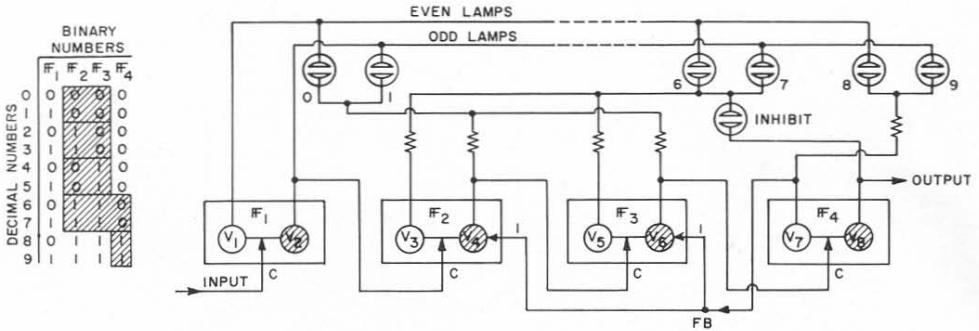 EVEN LAMPS
ODD LAMPS
BINARY
NUMBERS
FF1 FF2 FF3 FF4
DECIMAL NUMBERS
0 0 0 0 0
1 1 0 0 0
2 0 1 0 0
3 1 1 0 0
4 0 0 1 0
5 1 0 1 0
6 0 1 1 0
7 1 1 1 0
8 0 1 1 1
9 1 1 1 1
0 1 6 7 8 9
INHIBIT
OUTPUT
FF1 FF2 FF3 FF4
V1 V2 V3 V4 1 V5 V6 1 V7 V8
INPUT C C C C
FB